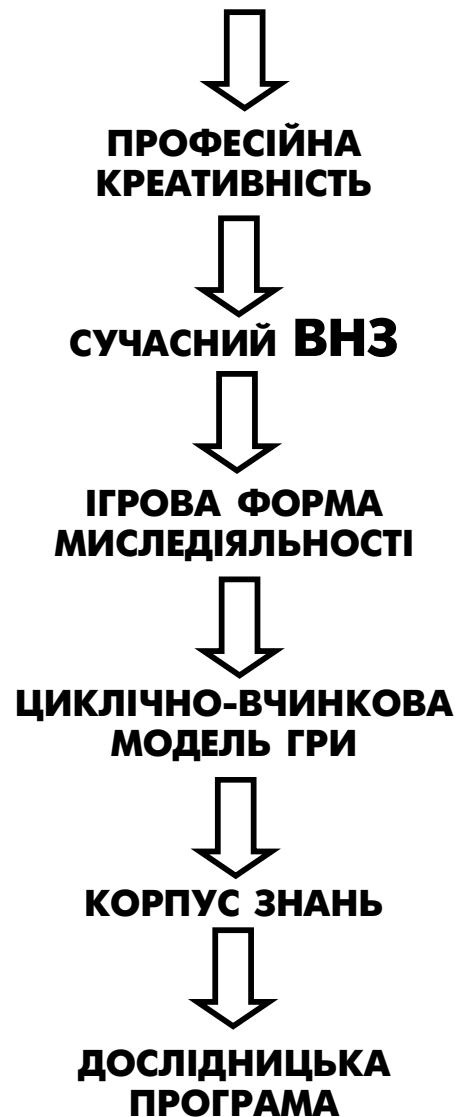 ПРОФЕСІЙНА
КРЕАТИВНІСТЬ
СУЧАСНИЙ ВНЗ
ІГРОВА ФОРМА
МИСЛЕДІЯЛЬНОСТІ
ЦИКЛІЧНО-ВЧИНКОВА
МОДЕЛЬ ГРИ
КОРПУС ЗНАНЬ
ДОСЛІДНИЦЬКА
ПРОГРАМА